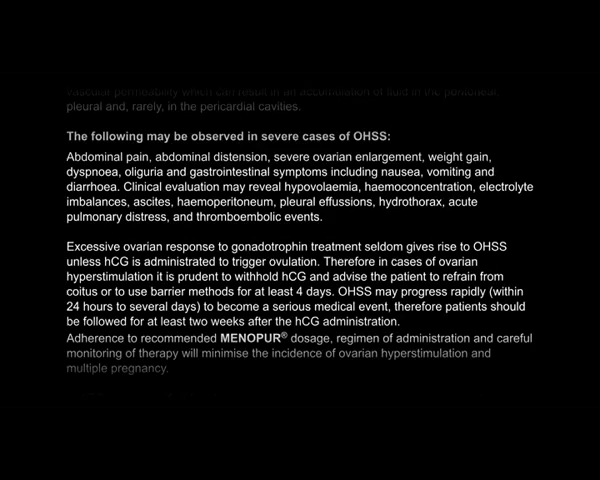 vascular permeability which can result in an accumulation of fluid in the peritoneal,
pleural and, rarely, in the pericardial cavities.
The following may be observed in severe cases of OHSS:
Abdominal pain, abdominal distension, severe ovarian enlargement, weight gain,
dyspnoea, oliguria and gastrointestinal symptoms including nausea, vomiting and
diarrhoea. Clinical evaluation may reveal hypovolaemia, haemoconcentration, electrolyte
imbalances, ascites, haemoperitoneum, pleural effusions, hydrothorax, acute
pulmonary distress, and thromboembolic events.
Excessive ovarian response to gonadotrophin treatment seldom gives rise to OHSS
unless hCG is administrated to trigger ovulation. Therefore in cases of ovarian
hyperstimulation it is prudent to withhold hCG and advise the patient to refrain from
coitus or to use barrier methods for at least 4 days. OHSS may progress rapidly (within
24 hours to several days) to become a serious medical event, therefore patients should
be followed for at least two weeks after the hCG administration.
Adherence to recommended MENOPUR® dosage, regimen of administration and careful
monitoring of therapy will minimise the incidence of ovarian hyperstimulation and
multiple pregnancy.